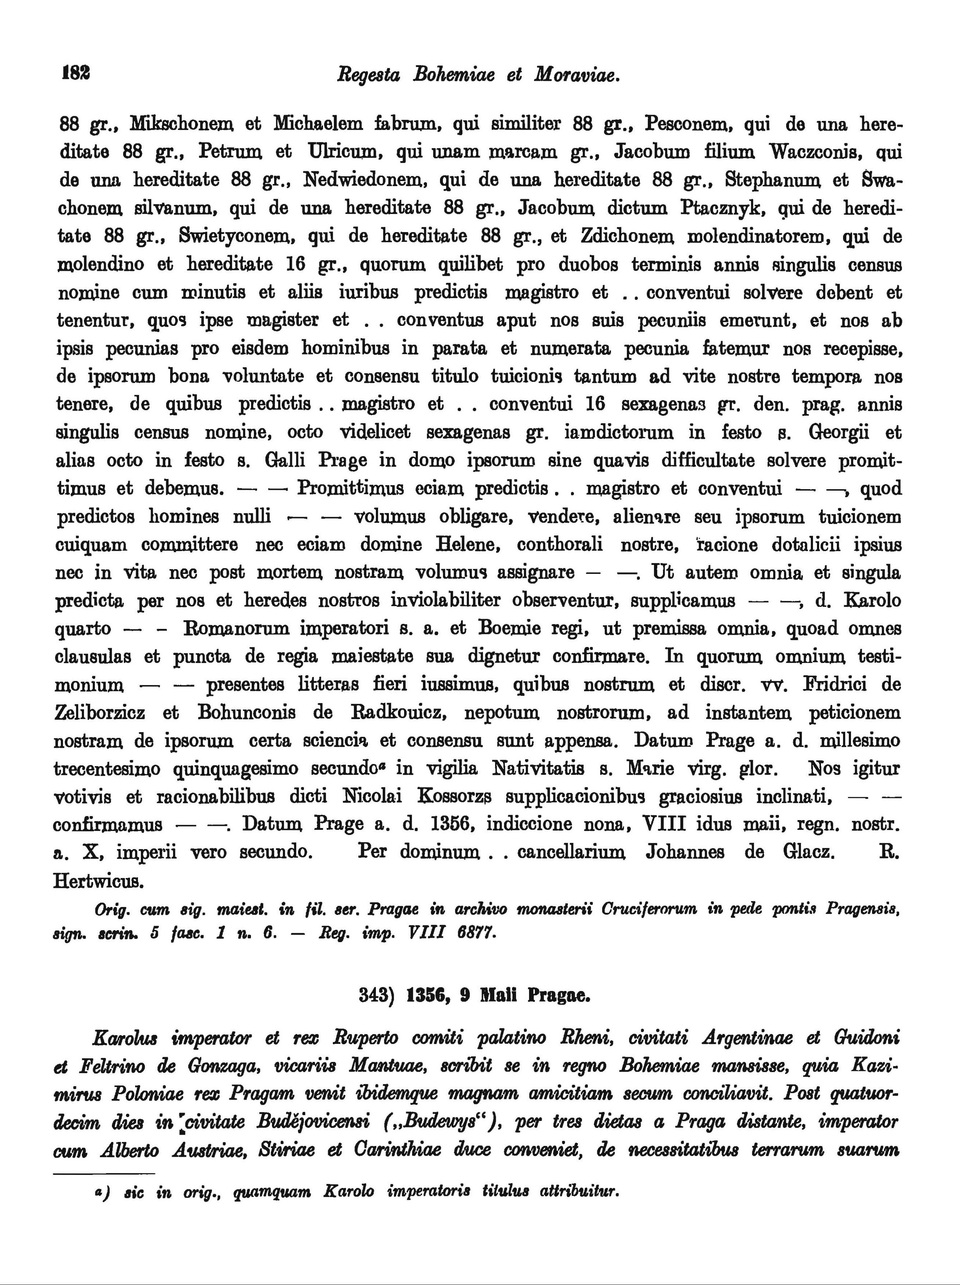 182 Regesta Bohemiae et Moraviae.
88 gr., Mikschonem et Michaelem fabrum, qui similiter 88 gr., Pesconem, qui de una here-
ditate 88 gr., Petrum et Ulricum, qui unam marcam gr., Jacobum filium Waczconis, qui
de una hereditate 88 gr., Nedwiedonem, qui de una hereditate 88 gr., Stephanum et Swa-
chonem silvanum, qui de una hereditate 88 gr., Jacobum dictum Ptacznyk, qui de heredi-
tate 88 gr., Swietyconem, qui de hereditate 88 gr., et Zdichonem molendinatorem, qui de
molendino et hereditate 16 gr., quorum quilibet pro duobos terminis annis singulis census
nomine cum minutis et aliis iuribus predictis magistro et . . conventui solvere debent et
tenentur, quos ipse magister et . . conventus aput nos suis pecuniis emerunt, et nos ab
ipsis pecunias pro eisdem hominibus in parata et numerata pecunia fatemur nos recepisse,
de ipsorum bona voluntate et consensu titulo tuicionis tantum ad vite nostre tempora nos
tenere, de quibus predictis . . magistro et . . conventui 16 sexagenas gr. den. prag. annis
singulis census nomine, octo videlicet sexagenas gr. iamdictorum in festo s. Georgii et
alias octo in festo s. Galli Prage in domo ipsorum sine quavis difficultate solvere promit-
timus et debemus. — — Promittimus eciam predictis . . magistro et conventui — —, quod
predictos homines nulli — — volumus obligare, vendere, alienare seu ipsorum tuicionem
cuiquam committere nec eciam domine Helene, conthorali nostre, racione dotalicii ipsius
nec in vita nec post mortem nostram volumus assignare — —. Ut autem omnia et singula
predicta per nos et heredes nostros inviolabiliter observentur, supplicamus — —, d. Karolo
quarto — – Romanorum imperatori s. a. et Boemie regi, ut premissa omnia, quoad omnes
clausulas et puncta de regia maiestate sua dignetur confirmare. In quorum omnium testi-
monium — — presentes litteras fieri iussimus, quibus nostrum et discr. vv. Fridrici de
Zeliborzicz et Bohunconis de Radkouicz, nepotum nostrorum, ad instantem peticionem
nostram de ipsorum certa sciencia et consensu sunt appensa. Datum Prage a. d. millesimo
trecentesimo quinquagesimo secundoᵃ in vigilia Nativitatis s. Marie virg. glor. Nos igitur
votivis et racionabilibus dicti Nicolai Kossorzs supplicacionibus graciosius inclinati, — —
confirmamus — —. Datum Prage a. d. 1356, indiccione nona, VIII idus maii, regn. nostr.
a. X, imperii vero secundo. Per dominum . . cancellarium Johannes de Glacz. R.
Hertwicus.
Orig. cum sig. maiest. in fil. ser. Pragae in archivo monasterii Cruciferorum in pede pontis Pragensis,
sign. scrin. 5 fasc. 1 n. 6. — Reg. imp. VIII 6877.
343) 1356, 9 Maii Pragae.
Karolus imperator et rex Ruperto comiti palatino Rheni, civitati Argentinae et Guidoni
et Feltrino de Gonzaga, vicariis Mantuae, scribit se in regno Bohemiae mansisse, quia Kazi-
mirus Poloniae rex Pragam venit ibidemque magnam amicitiam secum conciliavit. Post quatuor-
decim dies in civitate Budějovicensi („Budewys“), per tres dietas a Praga distante, imperator
cum Alberto Austriae, Stiriae et Carinthiae duce conveniet, de necessitatibus terrarum suarum
a) sic in orig., quamquam Karolo imperatoris titulus attribuitur.